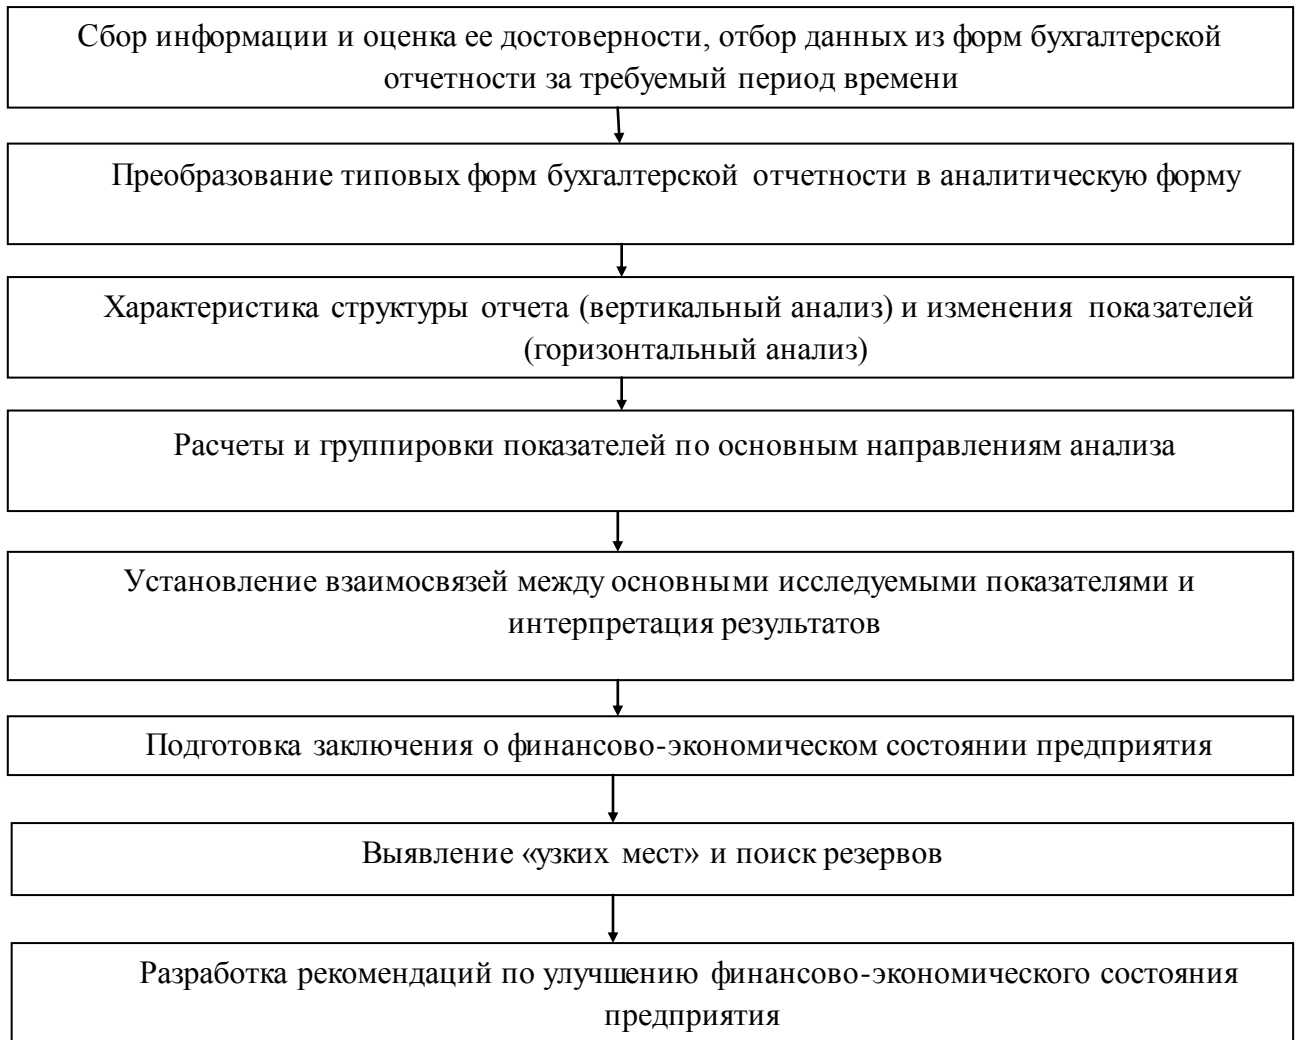 Сбор информации и оценка ее достоверности, отбор данных из форм бухгалтерской
отчетности за требуемый период времени
Преобразование типовых форм бухгалтерской отчетности в аналитическую форму
Характеристика структуры отчета (вертикальный анализ) и изменения показателей
(горизонтальный анализ)
Расчеты и группировки показателей по основным направлениям анализа
Установление взаимосвязей между основными исследуемыми показателями и
интерпретация результатов
Подготовка заключения о финансово-экономическом состоянии предприятия
Выявление «узких мест» и поиск резервов
Разработка рекомендаций по улучшению финансово-экономического состояния
предприятия